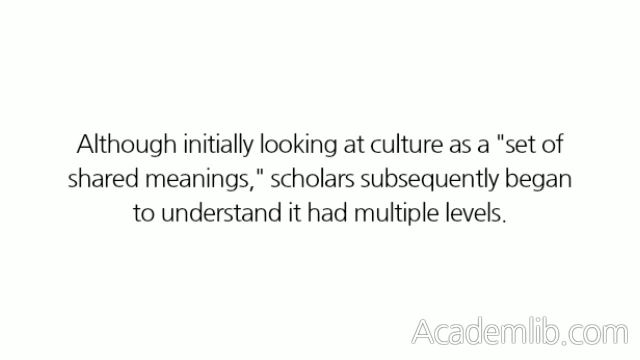 Although initially looking at culture as a "set of
shared meanings," scholars subsequently began
to understand it had multiple levels.
Academlib.com